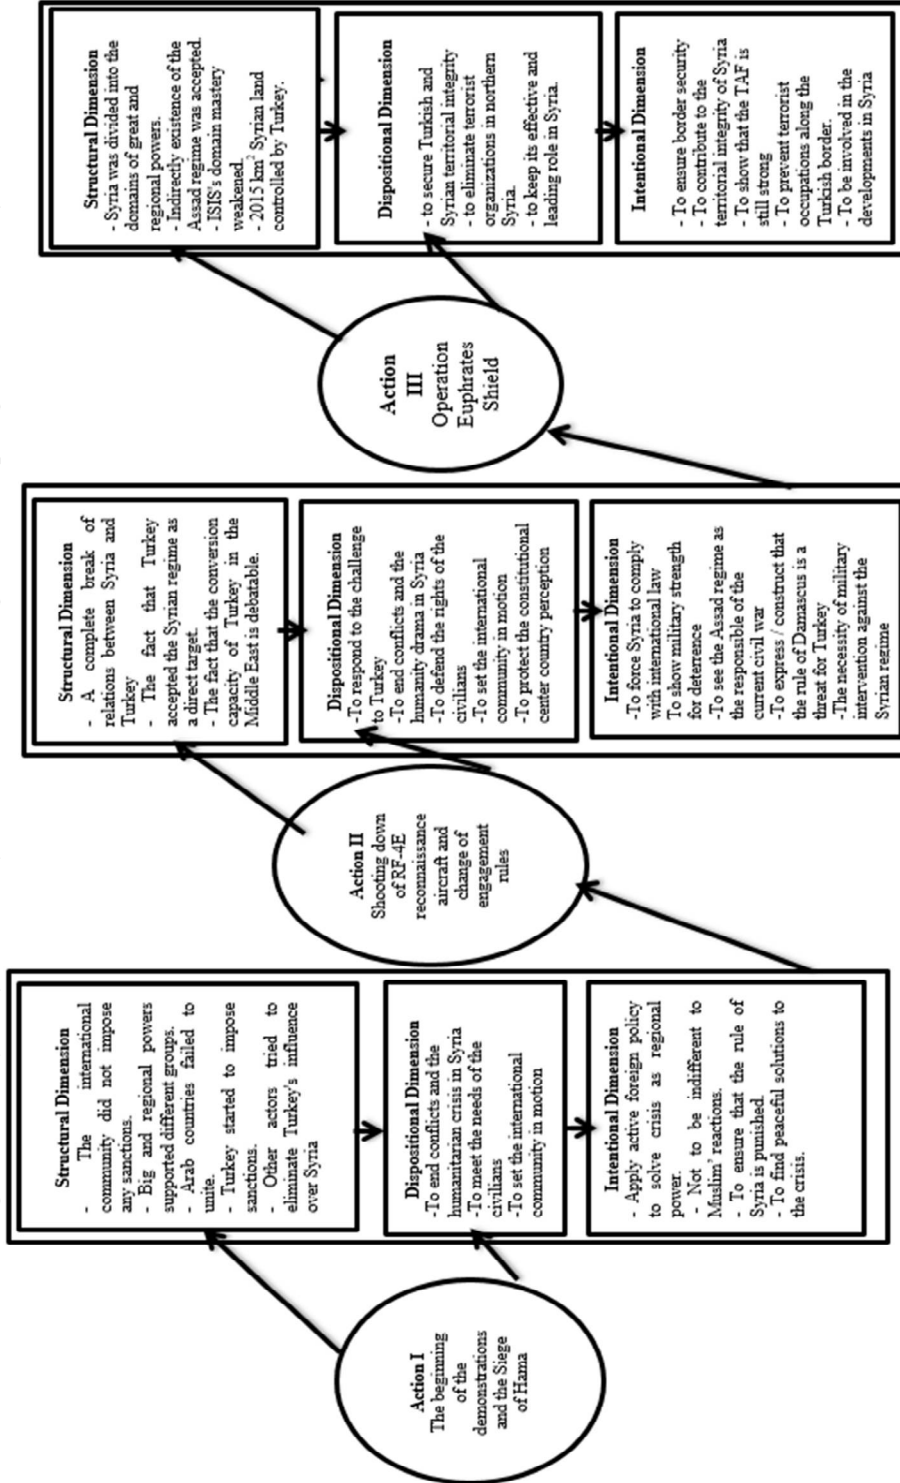 Action I
The beginning
of the
demonstrations
and the Siege
of Hama
Structural Dimension
- The international
community did not impose
any sanctions.
- Big and regional powers
supported different groups.
- Arab countries failed to
unite.
- Turkey started to impose
sanctions.
- Other actors tried to
eliminate Turkey's influence
over Syria
Dispositional Dimension
-To end conflicts and the
humanitarian crisis in Syria
-To meet the needs of the
civilians
-To set the international
community in motion
Intentional Dimension
- Apply active foreign policy
to solve crisis as regional
power.
- Not to be indifferent to
Muslim' reactions.
- To ensure that the rule of
Syria is punished.
- To find peaceful solutions to
the crisis.
Action II
Shooting down
of RF-4E
reconnaissance
aircraft and
change of
engagement
rules
Structural Dimension
- A complete break of
relations between Syria and
Turkey
- The fact that Turkey
accepted the Syrian regime as
a direct target.
- The fact that the conversion
capacity of Turkey in the
Middle East is debatable.
Dispositional Dimension
-To respond to the challenge
to Turkey
-To end conflicts and the
humanity drama in Syria
-To defend the rights of the
civilians
-To set the international
community in motion
-To protect the constitutional
center country perception
Intentional Dimension
-To force Syria to comply
with international law
To show military strength
for deterrence
-To see the Assad regime as
the responsible of the
current civil war
-To express / construct that
the rule of Damascus is a
threat for Turkey
-The necessity of military
intervention against the
Syrian regime
Action
III
Operation
Euphrates
Shield
Structural Dimension
- Syria was divided into the
domains of great and
regional powers.
- Indirectly existence of the
Assad regime was accepted.
- ISIS's domain mastery
weakened.
- 2015 km² Syrian land
controlled by Turkey.
Dispositional Dimension
- to secure Turkish and
Syrian territorial integrity
- to eliminate terrorist
organizations in northern
Syria.
- to keep its effective and
leading role in Syria.
Intentional Dimension
- To ensure border security
- To contribute to the
territorial integrity of Syria
- To show that the TAF is
still strong
- To prevent terrorist
occupations along the
Turkish border.
- To be involved in the
developments in Syria